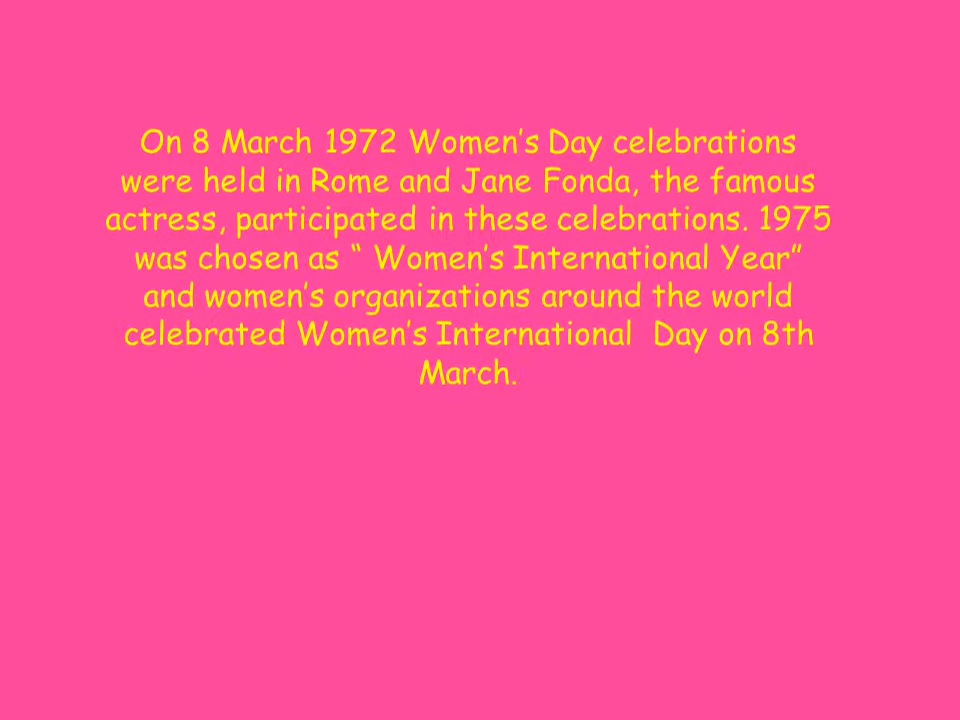 On 8 March 1972 Women’s Day celebrations
were held in Rome and Jane Fonda, the famous
actress, participated in these celebrations. 1975
was chosen as “ Women’s International Year”
and women’s organizations around the world
celebrated Women’s International  Day on 8th
March.